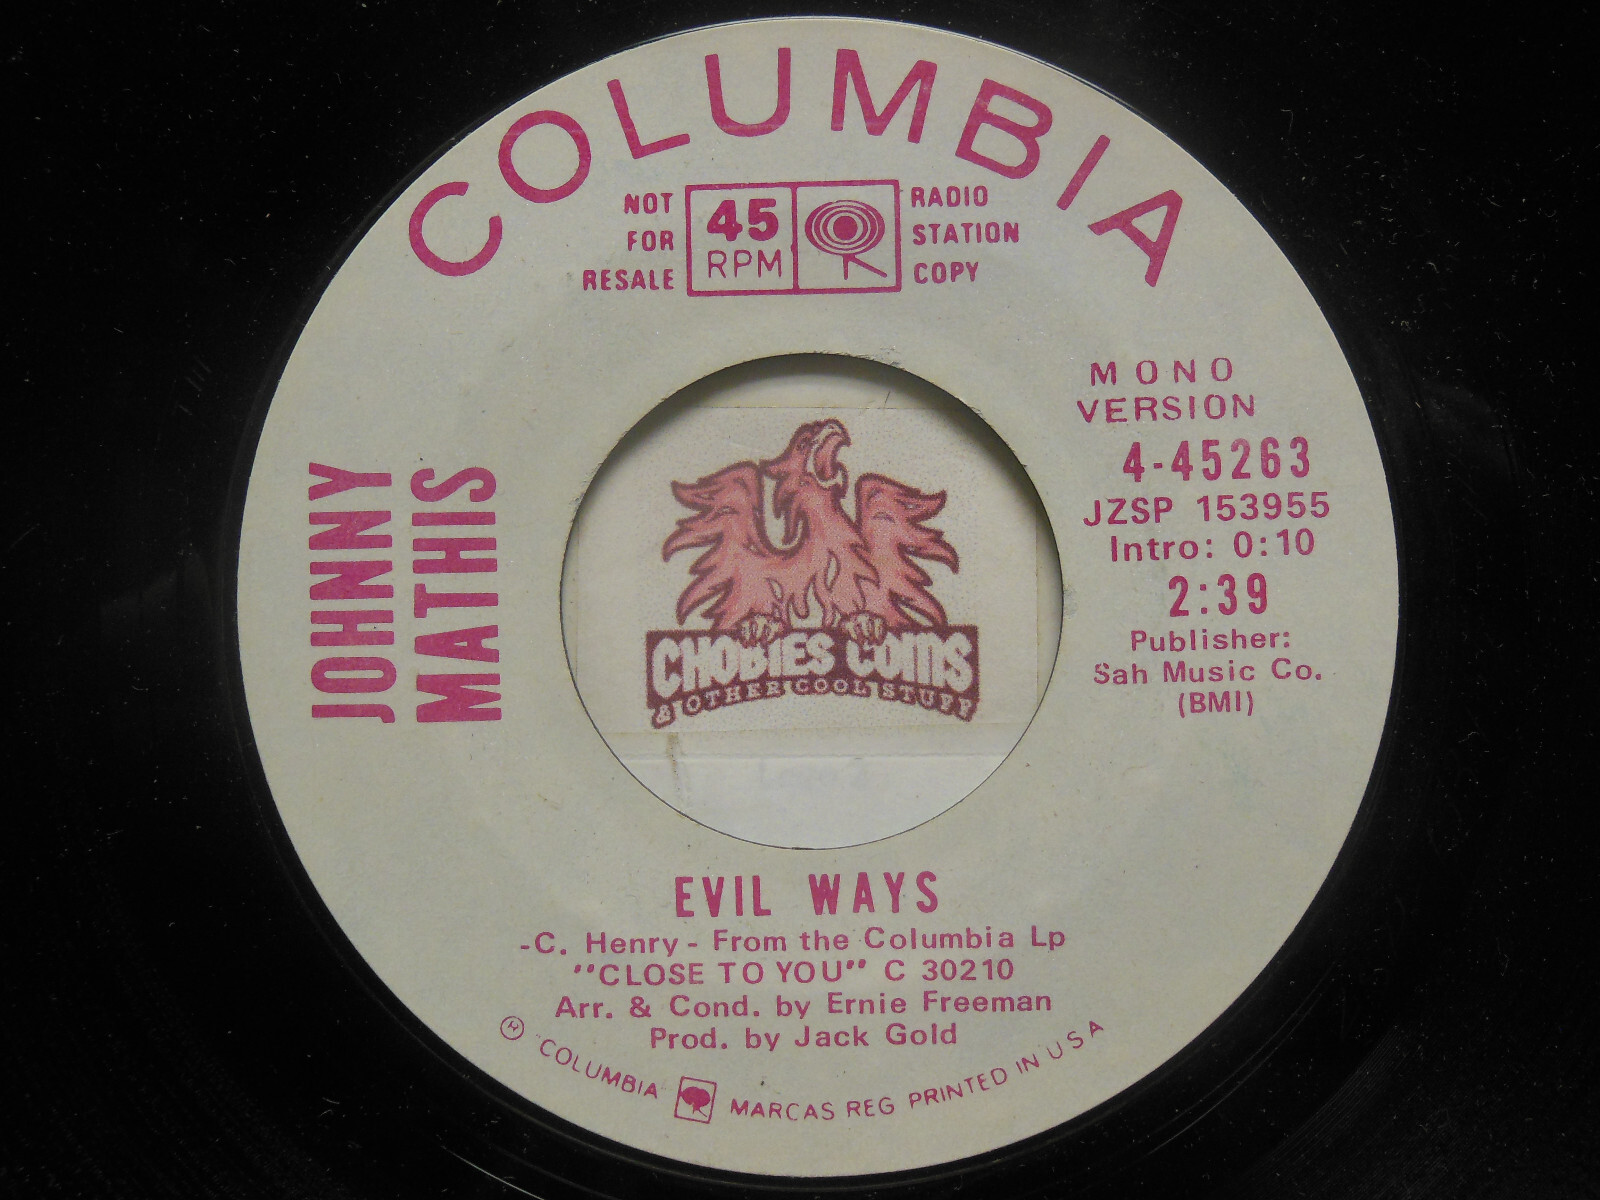 COLUMBIA
NOT
FOR
RESALE
45
RPM
RADIO
STATION
COPY
MONO
VERSION
4-45263
JZSP 153955
Intro: 0:10
2:39
Publisher:
Sah Music Co.
(BMI)
JOHNNY
MATHIS
CHOBIES COINS
& OTHER COOL STUFF
EVIL WAYS
-C. Henry - From the Columbia Lp
"CLOSE TO YOU" C 30210
Arr. & Cond. by Ernie Freeman
Prod. by Jack Gold
® COLUMBIA MARCAS REG PRINTED IN U S A